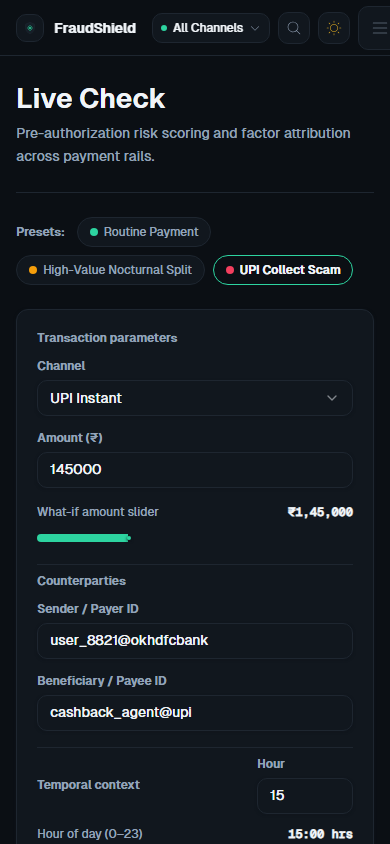 FraudShield
All Channels
Live Check
Pre-authorization risk scoring and factor attribution
across payment rails.
Presets:
Routine Payment
High-Value Nocturnal Split
UPI Collect Scam
Transaction parameters
Channel
UPI Instant
Amount (₹)
145000
What-if amount slider
₹1,45,000
Counterparties
Sender / Payer ID
user_8821@okhdfcbank
Beneficiary / Payee ID
cashback_agent@upi
Hour
Temporal context
15
Hour of day (0–23)
15:00 hrs